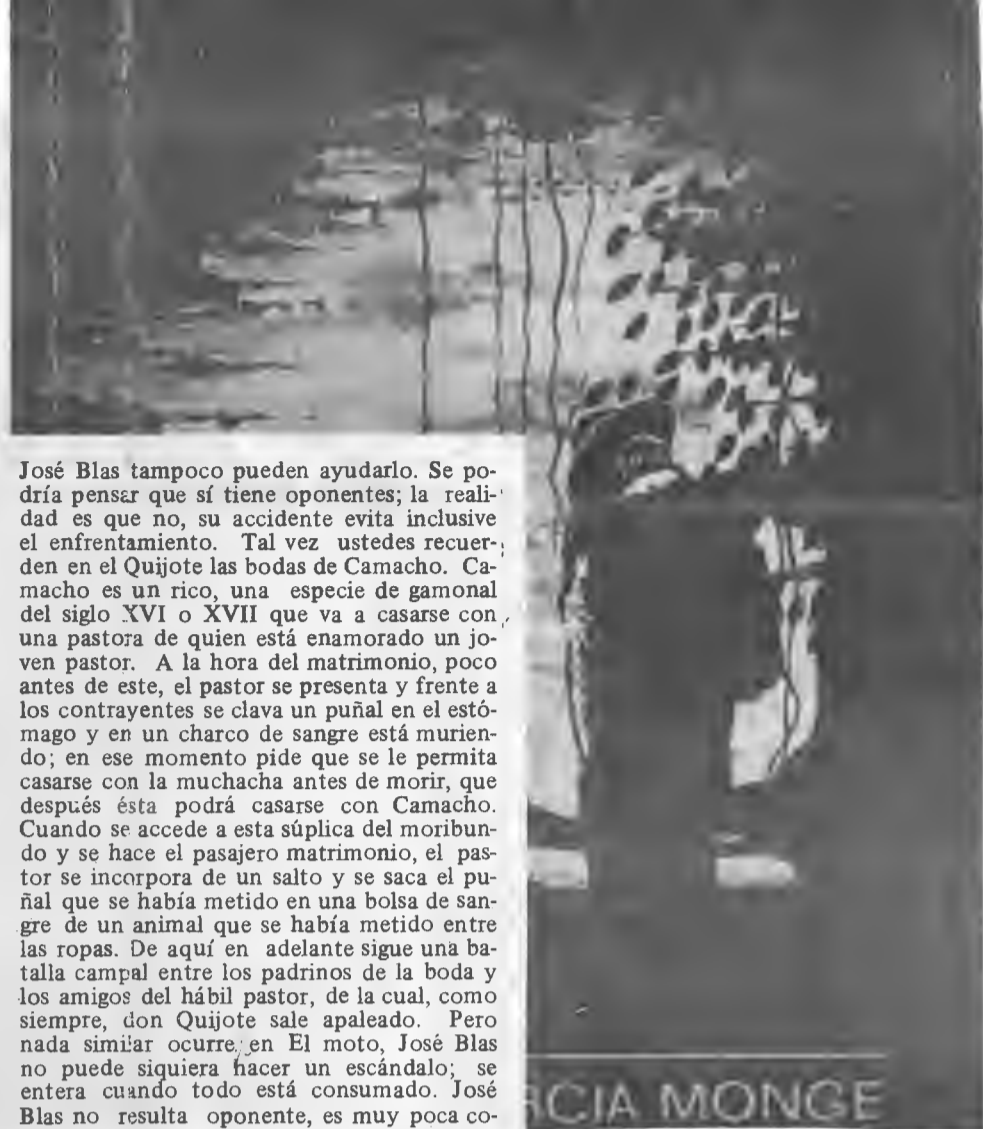 José Blas tampoco pueden ayudarlo. Se po-
dría pensar que sí tiene oponentes; la reali-
dad es que no, su accidente evita inclusive
el enfrentamiento. Tal vez ustedes recuer-
den en el Quijote las bodas de Camacho. Ca-
macho es un rico, una especie de gamonal
del siglo XVI o XVII que va a casarse con
una pastora de quien está enamorado un jo-
ven pastor. A la hora del matrimonio, poco
antes de este, el pastor se presenta y frente a
los contrayentes se clava un puñal en el estó-
mago y en un charco de sangre está murien-
do; en ese momento pide que se le permita
casarse con la muchacha antes de morir, que
después ésta podrá casarse con Camacho.
Cuando se accede a esta súplica del moribun-
do y se hace el pasajero matrimonio, el pas-
tor se incorpora de un salto y se saca el pu-
ñal que se había metido en una bolsa de san-
gre de un animal que se había metido entre
las ropas. De aquí en adelante sigue una ba-
talla campal entre los padrinos de la boda y
los amigos del hábil pastor, de la cual, como
siempre, don Quijote sale apaleado. Pero
nada similar ocurre en El moto, José Blas
no puede siquiera hacer un escándalo; se
entera cuando todo está consumado. José
Blas no resulta oponente, es muy poca co-
RCIA MONGE